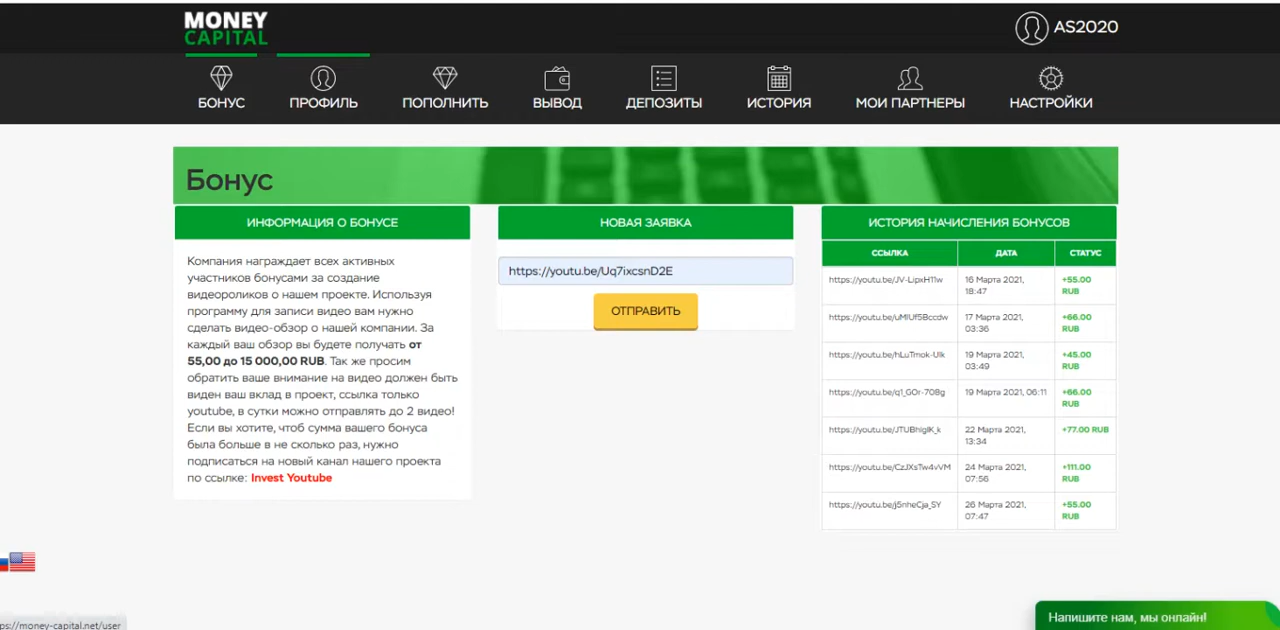 MONEY
CAPITAL
AS2020
БОНУС
ПРОФИЛЬ
ПОПОЛНИТЬ
ВЫВОД
ДЕПОЗИТЫ
ИСТОРИЯ
МОИ ПАРТНЕРЫ
НАСТРОЙКИ
Бонус
ИНФОРМАЦИЯ О БОНУСЕ
Компания награждает всех активных
участников бонусами за создание
видеороликов о нашем проекте. Используя
программу для записи видео вам нужно
сделать видео-обзор о нашей компании. За
каждый ваш обзор вы будете получать от
55,00 до 15 000,00 RUB. Так же просим
обратить ваше внимание на видео должен быть
виден ваш вклад в проект, ссылка только
youtube, в сутки можно отправлять до 2 видео!
Если вы хотите, чтоб сумма вашего бонуса
была больше в не сколько раз, нужно
подписаться на новый канал нашего проекта
по ссылке: Invest Youtube
НОВАЯ ЗАЯВКА
https://youtu.be/Uq7ixcsnD2E
ОТПРАВИТЬ
ИСТОРИЯ НАЧИСЛЕНИЯ БОНУСОВ
ССЫЛКА ДАТА СТАТУС
https://youtu.be/JV-LipxH11w 16 Марта 2021, +55.00
18:47 RUB
https://youtu.be/uM1Uf5Bccdw 17 Марта 2021, +66.00
03:36 RUB
https://youtu.be/hLuTmok-UIk 19 Марта 2021, +45.00
03:49 RUB
https://youtu.be/q1_GOr-708g 19 Марта 2021, 06:11 +66.00
RUB
https://youtu.be/JTUBhigIK_k 22 Марта 2021, +77.00 RUB
13:34
https://youtu.be/CzJXsTw4vVM 24 Марта 2021, +111.00
07:56 RUB
https://youtu.be/j5nheCja_SY 26 Марта 2021, +55.00
07:47 RUB
ps://money-capital.net/user
Напишите нам, мы онлайн!